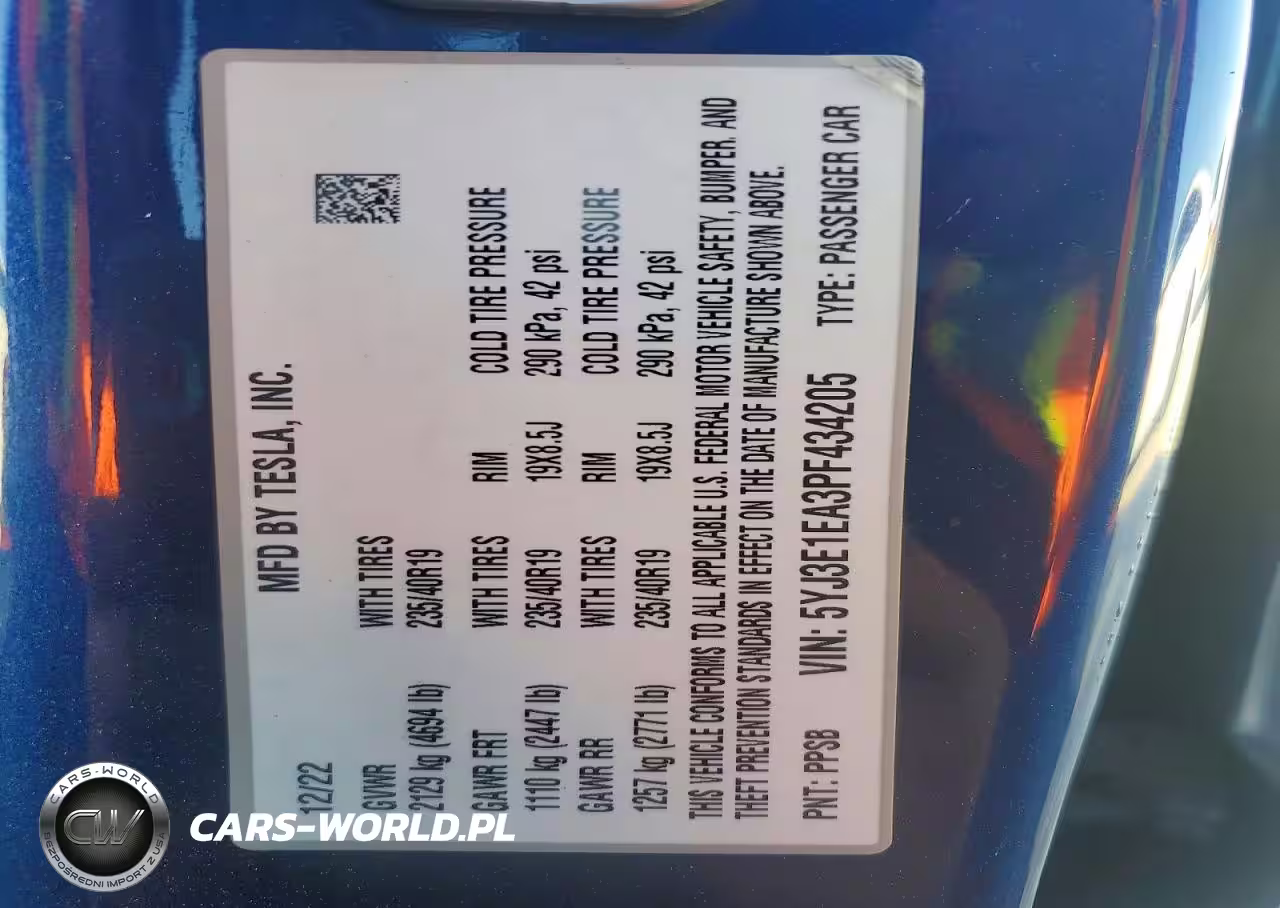 MFD BY TESLA, INC.
12/22
GVWR WITH TIRES
2129 kg (4694 lb) 235/40R19
GAWR FRT WITH TIRES RIM COLD TIRE PRESSURE
1110 kg (2447 lb) 235/40R19 19X8.5J 290 kPa, 42 psi
GAWR RR WITH TIRES RIM COLD TIRE PRESSURE
1257 kg (2771 lb) 235/40R19 19X8.5J 290 kPa, 42 psi
THIS VEHICLE CONFORMS TO ALL APPLICABLE U.S. FEDERAL MOTOR VEHICLE SAFETY, BUMPER, AND
THEFT PREVENTION STANDARDS IN EFFECT ON THE DATE OF MANUFACTURE SHOWN ABOVE.
PNT: PPSB VIN: 5YJ3E1EA3PF434205 TYPE: PASSENGER CAR
CARS-WORLD
CW
BEZPOŚREDNI IMPORT Z USA
CARS-WORLD.PL